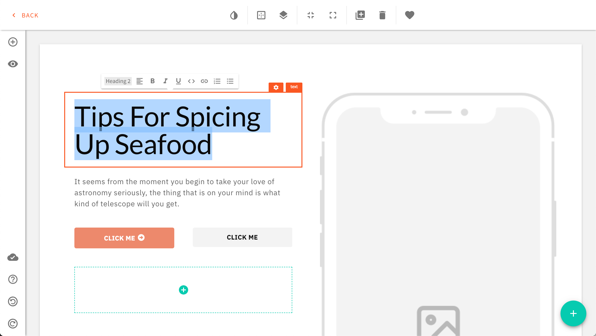 BACK
Heading 2
B
I
U
Text
Tips For Spicing
Up Seafood
It seems from the moment you begin to take your love of
astronomy seriously, the thing that is on your mind is what
kind of telescope will you get.
CLICK ME
CLICK ME